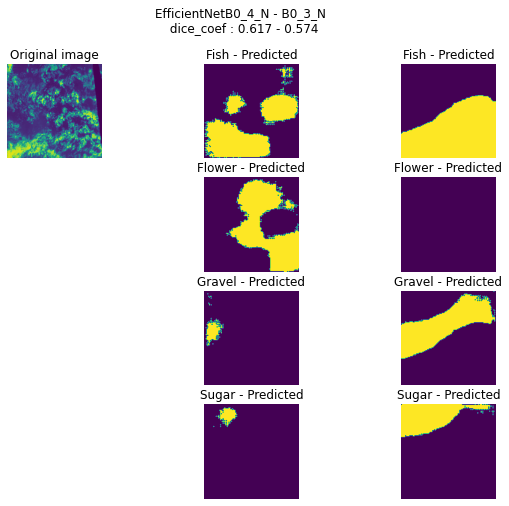 EfficientNetB0_4_N - B0_3_N
dice_coef : 0.617 - 0.574
Original image
Fish - Predicted
Fish - Predicted
Flower - Predicted
Flower - Predicted
Gravel - Predicted
Gravel - Predicted
Sugar - Predicted
Sugar - Predicted